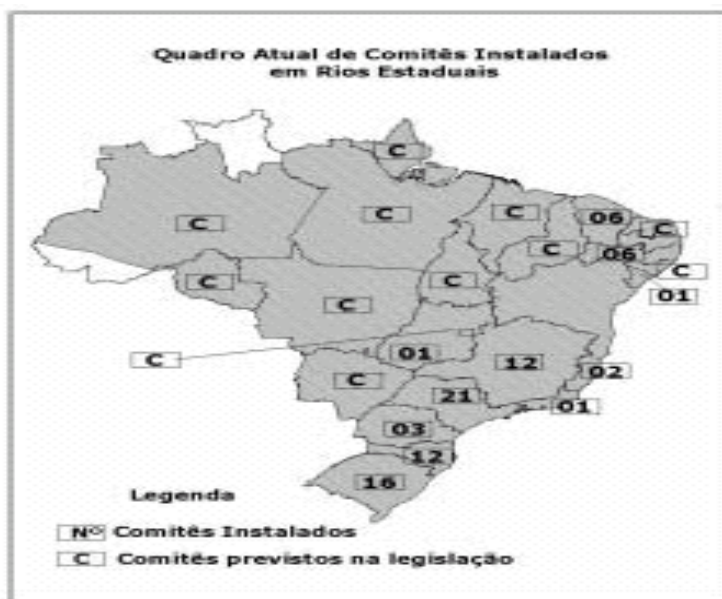 Quadro Atual de Comitês Instalados
em Rios Estaduais
C
C
C
C
06
C
C
06
C
C
C
01
C
C
01
12
02
C
21
01
03
12
16
Legenda
Nº Comitês Instalados
C Comitês previstos na legislação